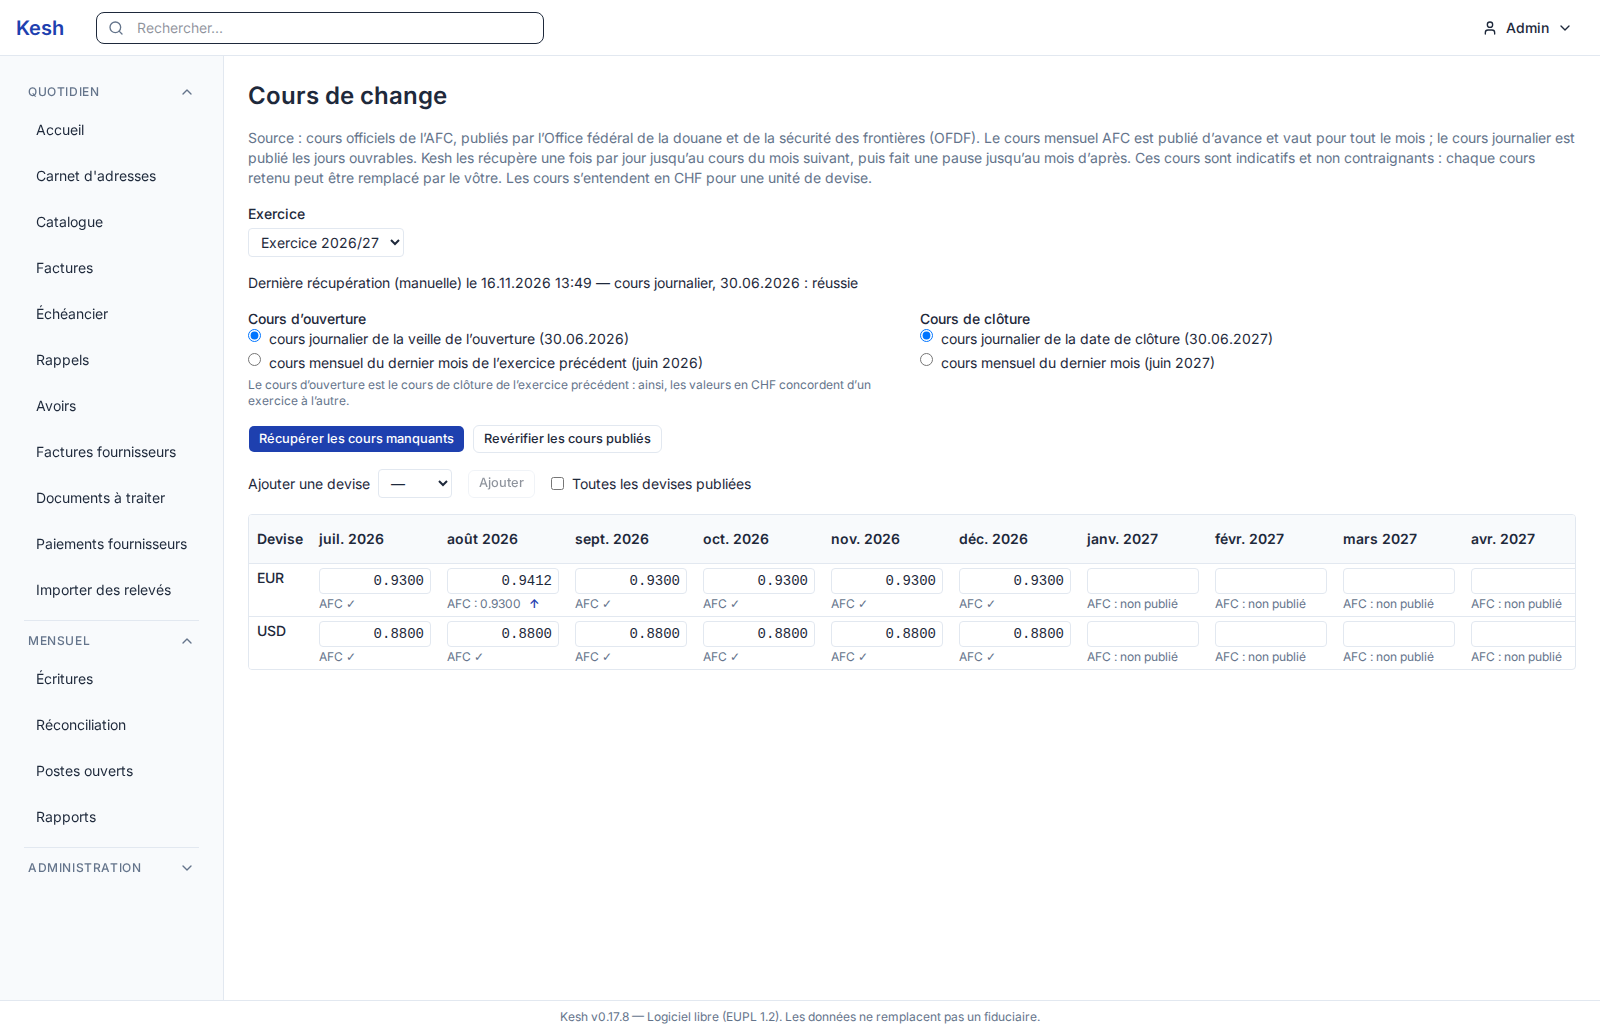 Kesh
Rechercher...
Admin
QUOTIDIEN
Accueil
Carnet d'adresses
Catalogue
Factures
Échéancier
Rappels
Avoirs
Factures fournisseurs
Documents à traiter
Paiements fournisseurs
Importer des relevés
MENSUEL
Écritures
Réconciliation
Postes ouverts
Rapports
ADMINISTRATION
Cours de change
Source : cours officiels de l’AFC, publiés par l’Office fédéral de la douane et de la sécurité des frontières (OFDF). Le cours mensuel AFC est publié d’avance et vaut pour tout le mois ; le cours journalier est
publié les jours ouvrables. Kesh les récupère une fois par jour jusqu’au cours du mois suivant, puis fait une pause jusqu’au mois d’après. Ces cours sont indicatifs et non contraignants : chaque cours
retenu peut être remplacé par le vôtre. Les cours s’entendent en CHF pour une unité de devise.
Exercice
Exercice 2026/27
Dernière récupération (manuelle) le 16.11.2026 13:49 — cours journalier, 30.06.2026 : réussie
Cours d’ouverture
cours journalier de la veille de l’ouverture (30.06.2026)
cours mensuel du dernier mois de l’exercice précédent (juin 2026)
Le cours d’ouverture est le cours de clôture de l’exercice précédent : ainsi, les valeurs en CHF concordent d’un
exercice à l’autre.
Cours de clôture
cours journalier de la date de clôture (30.06.2027)
cours mensuel du dernier mois (juin 2027)
Récupérer les cours manquants Revérifier les cours publiés
Ajouter une devise — Ajouter Toutes les devises publiées
Devise juil. 2026 août 2026 sept. 2026 oct. 2026 nov. 2026 déc. 2026 janv. 2027 févr. 2027 mars 2027 avr. 2027
EUR 0.9300 0.9412 0.9300 0.9300 0.9300 0.9300
AFC ✓ AFC : 0.9300 ↑ AFC ✓ AFC ✓ AFC ✓ AFC ✓ AFC : non publié AFC : non publié AFC : non publié AFC : non publié
USD 0.8800 0.8800 0.8800 0.8800 0.8800 0.8800
AFC ✓ AFC ✓ AFC ✓ AFC ✓ AFC ✓ AFC ✓ AFC : non publié AFC : non publié AFC : non publié AFC : non publié
Kesh v0.17.8 — Logiciel libre (EUPL 1.2). Les données ne remplacent pas un fiduciaire.